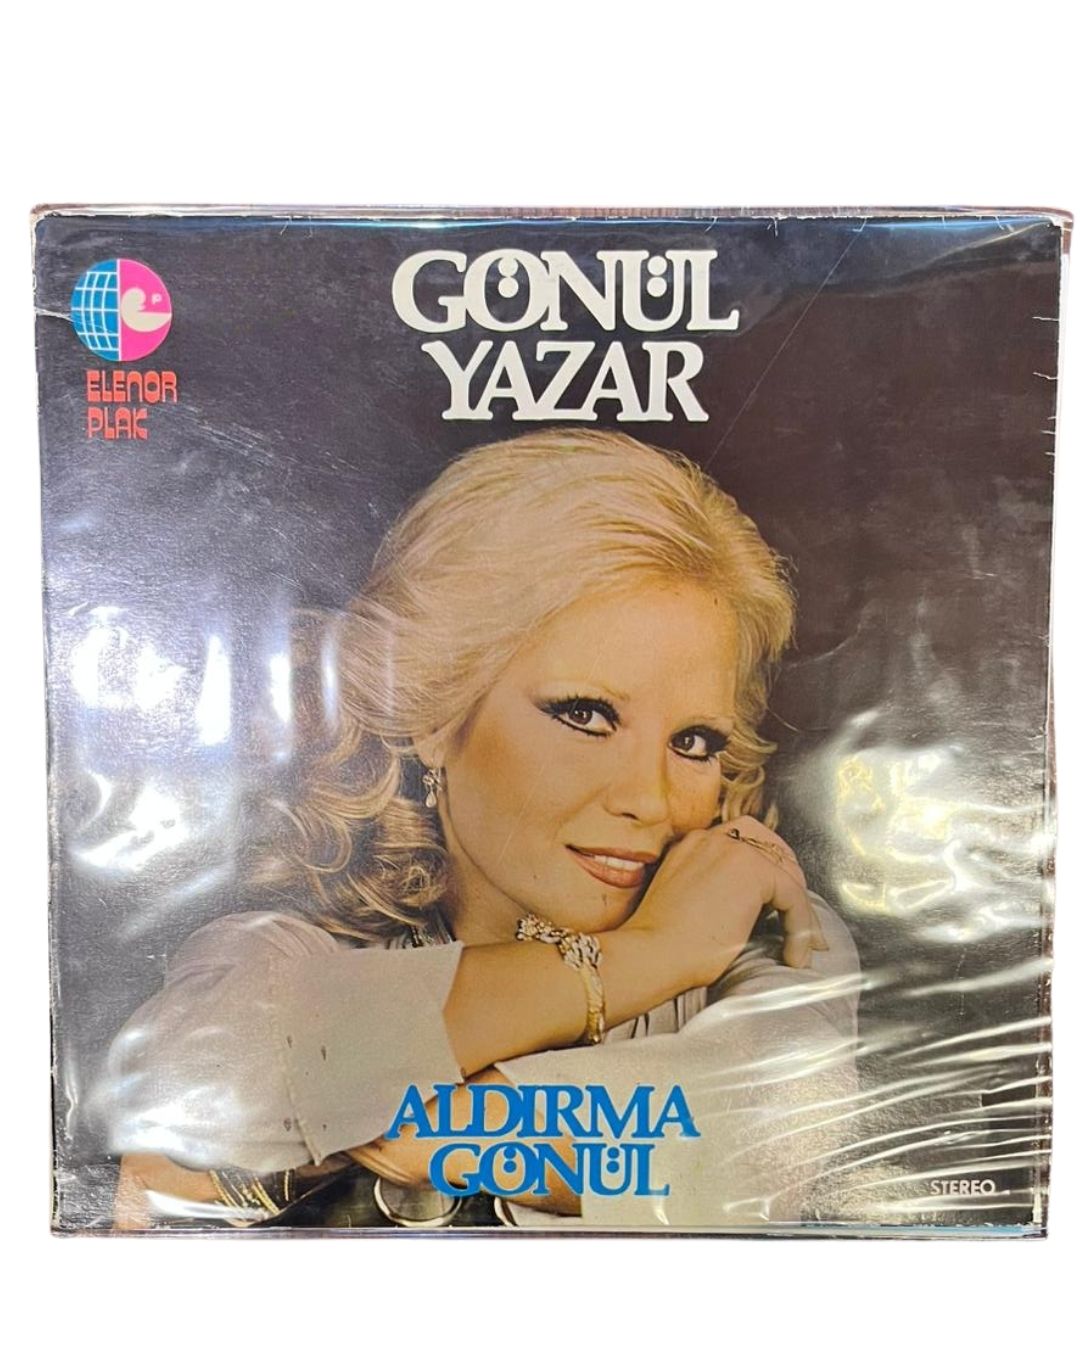 GÖNÜL
YAZAR
ELENOR
PLAK
ALDIRMA
GÖNÜL
STEREO